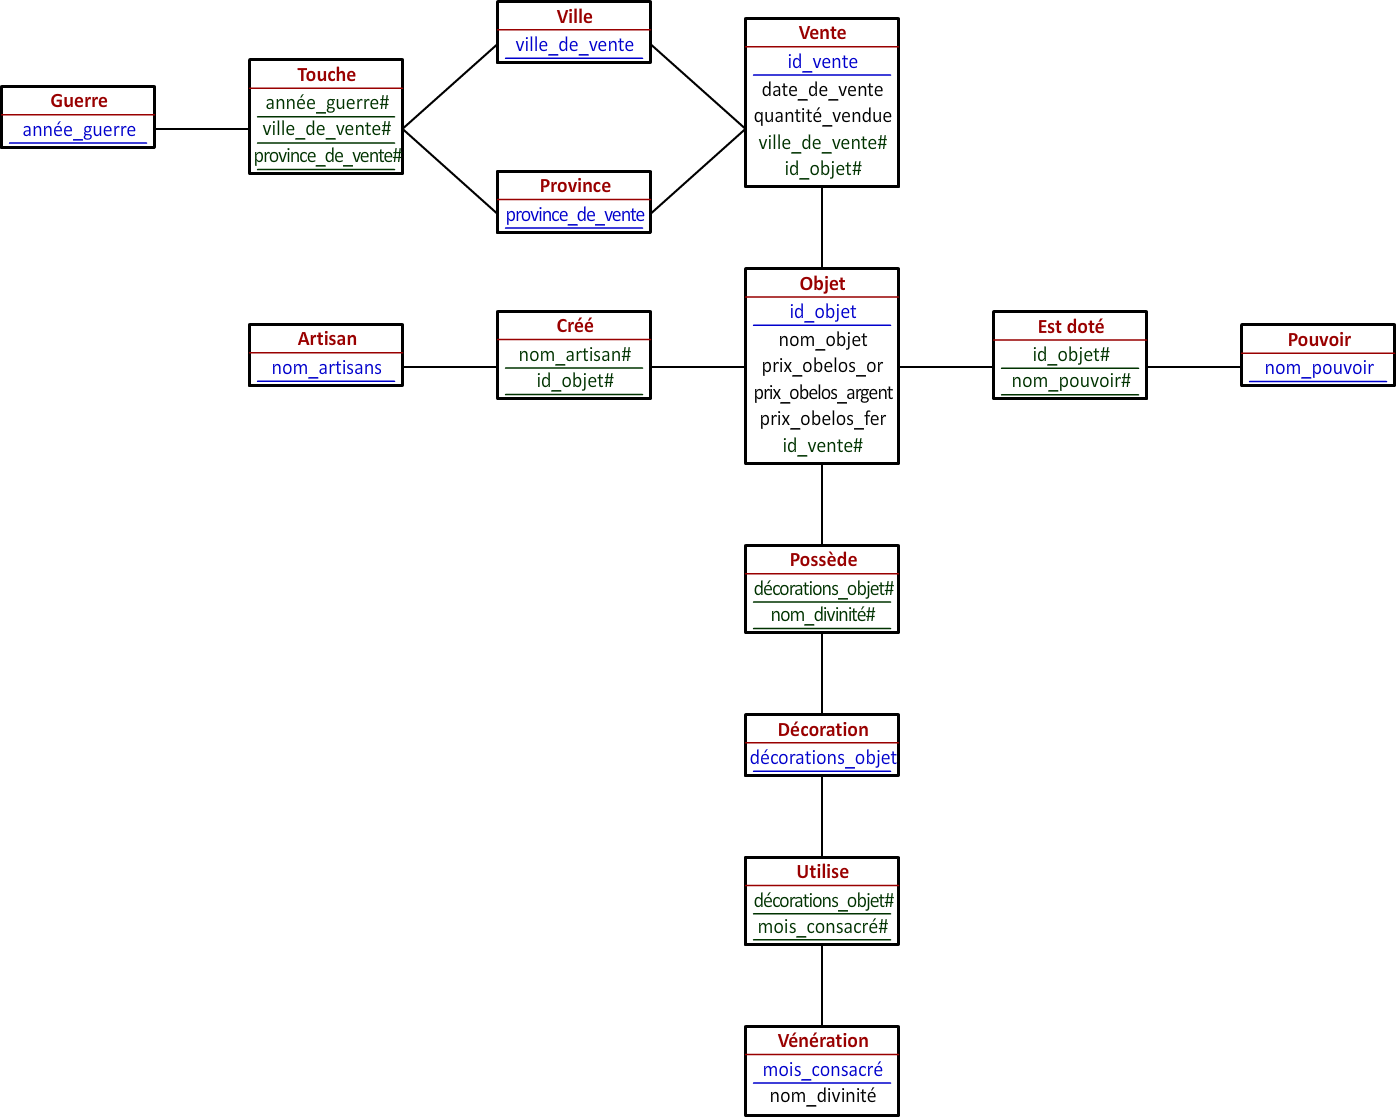 Ville
ville_de_vente
Vente
id_vente
date_de_vente
quantité_vendue
ville_de_vente#
id_objet#
Touche
année_guerre#
ville_de_vente#
province_de_vente#
Guerre
année_guerre
Province
province_de_vente
Objet
id_objet
nom_objet
prix_obelos_or
prix_obelos_argent
prix_obelos_fer
id_vente#
Artisan
nom_artisans
Créé
nom_artisan#
id_objet#
Est doté
id_objet#
nom_pouvoir#
Pouvoir
nom_pouvoir
Possède
décorations_objet#
nom_divinité#
Décoration
décorations_objet
Utilise
décorations_objet#
mois_consacré#
Vénération
mois_consacré
nom_divinité